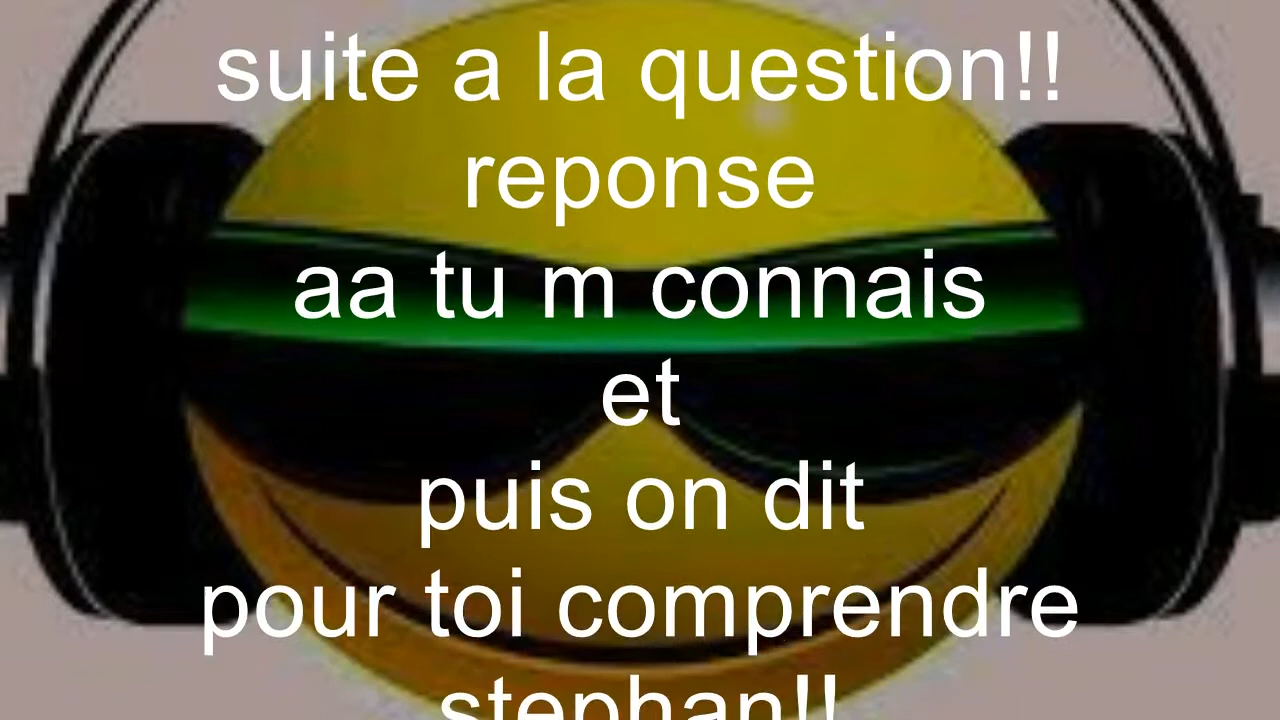 suite a la question!!
reponse
aa tu m connais
et
puis on dit
pour toi comprendre
stephan!!